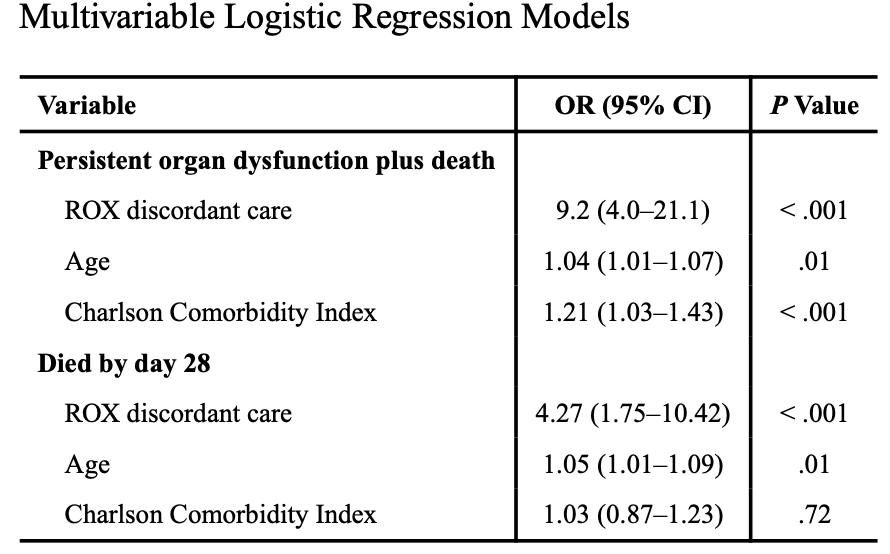 Multivariable Logistic Regression Models
Variable OR (95% CI) P Value
Persistent organ dysfunction plus death
ROX discordant care 9.2 (4.0–21.1) < .001
Age 1.04 (1.01–1.07) .01
Charlson Comorbidity Index 1.21 (1.03–1.43) < .001
Died by day 28
ROX discordant care 4.27 (1.75–10.42) < .001
Age 1.05 (1.01–1.09) .01
Charlson Comorbidity Index 1.03 (0.87–1.23) .72